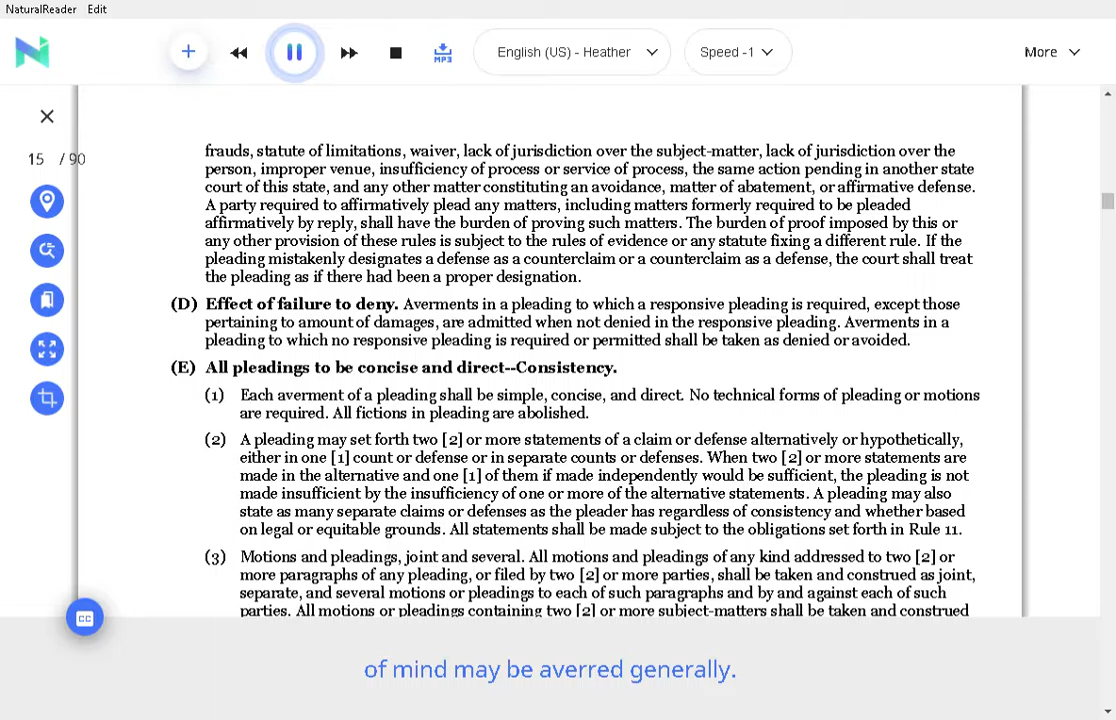 NaturalReader Edit
English (US) - Heather
Speed -1
More
MP3
15 / 90
frauds, statute of limitations, waiver, lack of jurisdiction over the subject-matter, lack of jurisdiction over the
person, improper venue, insufficiency of process or service of process, the same action pending in another state
court of this state, and any other matter constituting an avoidance, matter of abatement, or affirmative defense.
A party required to affirmatively plead any matters, including matters formerly required to be pleaded
affirmatively by reply, shall have the burden of proving such matters. The burden of proof imposed by this or
any other provision of these rules is subject to the rules of evidence or any statute fixing a different rule. If the
pleading mistakenly designates a defense as a counterclaim or a counterclaim as a defense, the court shall treat
the pleading as if there had been a proper designation.
(D) Effect of failure to deny. Averments in a pleading to which a responsive pleading is required, except those
pertaining to amount of damages, are admitted when not denied in the responsive pleading. Averments in a
pleading to which no responsive pleading is required or permitted shall be taken as denied or avoided.
(E) All pleadings to be concise and direct--Consistency.
(1) Each averment of a pleading shall be simple, concise, and direct. No technical forms of pleading or motions
are required. All fictions in pleading are abolished.
(2) A pleading may set forth two [2] or more statements of a claim or defense alternatively or hypothetically,
either in one [1] count or defense or in separate counts or defenses. When two [2] or more statements are
made in the alternative and one [1] of them if made independently would be sufficient, the pleading is not
made insufficient by the insufficiency of one or more of the alternative statements. A pleading may also
state as many separate claims or defenses as the pleader has regardless of consistency and whether based
on legal or equitable grounds. All statements shall be made subject to the obligations set forth in Rule 11.
(3) Motions and pleadings, joint and several. All motions and pleadings of any kind addressed to two [2] or
more paragraphs of any pleading, or filed by two [2] or more parties, shall be taken and construed as joint,
separate, and several motions or pleadings to each of such paragraphs and by and against each of such
parties. All motions or pleadings containing two [2] or more subject-matters shall be taken and construed
CC
of mind may be averred generally.